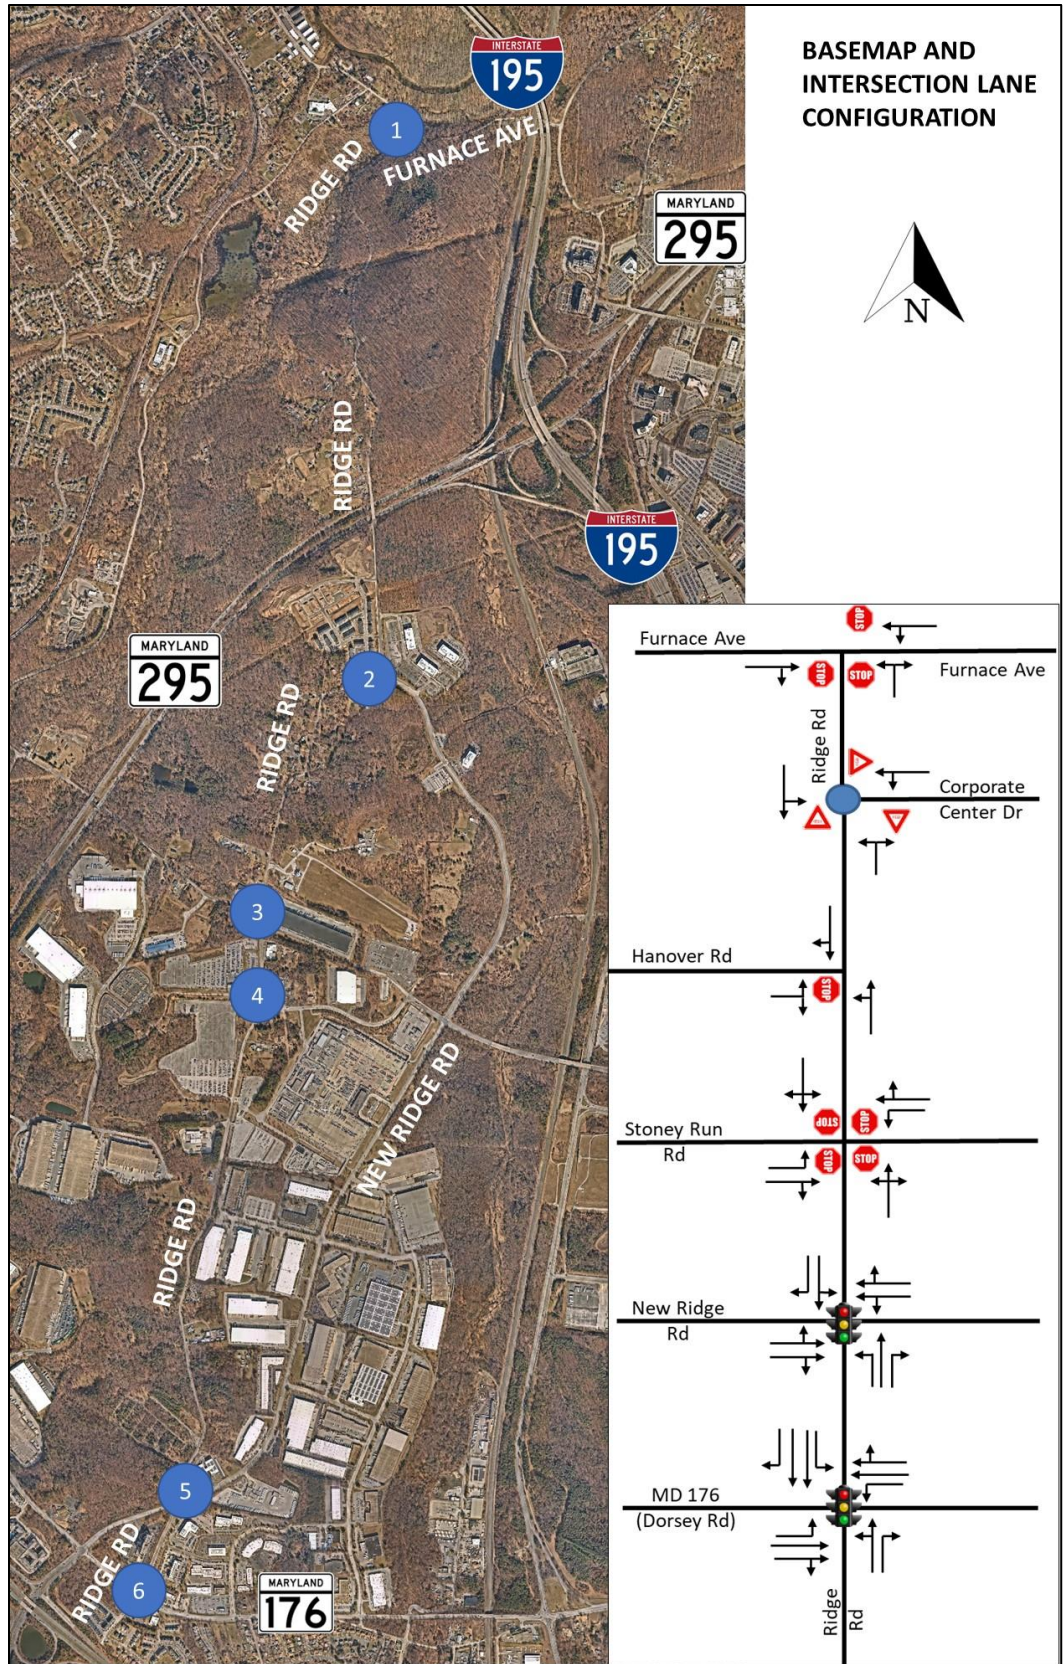 BASEMAP AND
INTERSECTION LANE
CONFIGURATION
N
INTERSTATE
195
1
FURNACE AVE
RIDGE RD
MARYLAND
295
RIDGE RD
INTERSTATE
195
MARYLAND
295
2
RIDGE RD
3
4
NEW RIDGE RD
RIDGE RD
5
RIDGE RD
6
MARYLAND
176
STOP
Furnace Ave
STOP
STOP
Furnace Ave
Ridge Rd
Corporate
Center Dr
Hanover Rd
STOP
STOP
STOP
Stoney Run
Rd
STOP
STOP
New Ridge
Rd
MD 176
(Dorsey Rd)
Ridge
Rd